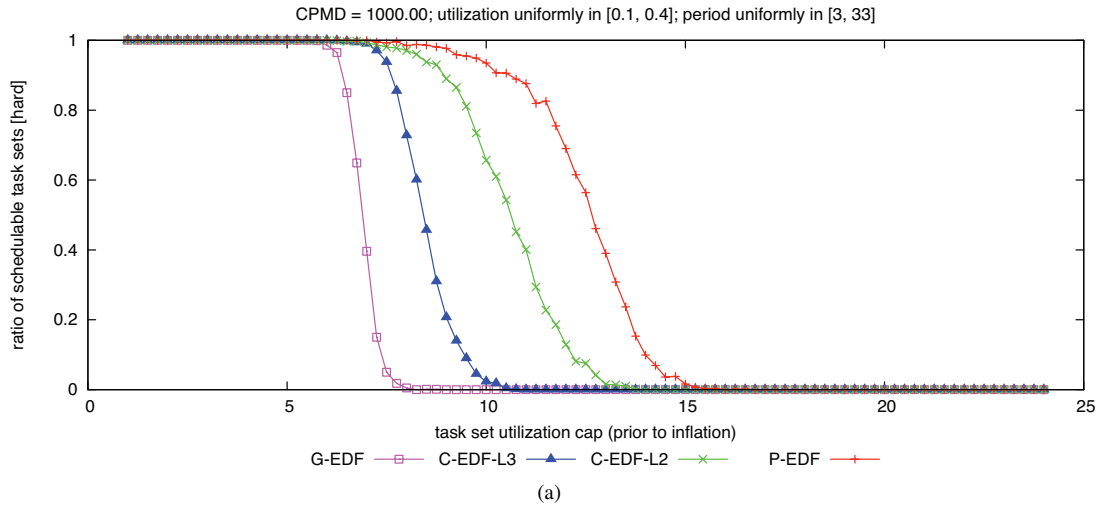 CPMD = 1000.00; utilization uniformly in [0.1, 0.4]; period uniformly in [3, 33]
1
0.8
0.6
0.4
0.2
0
ratio of schedulable task sets [hard]
0 5 10 15 20 25
task set utilization cap (prior to inflation)
G-EDF C-EDF-L3 C-EDF-L2 P-EDF
(a)